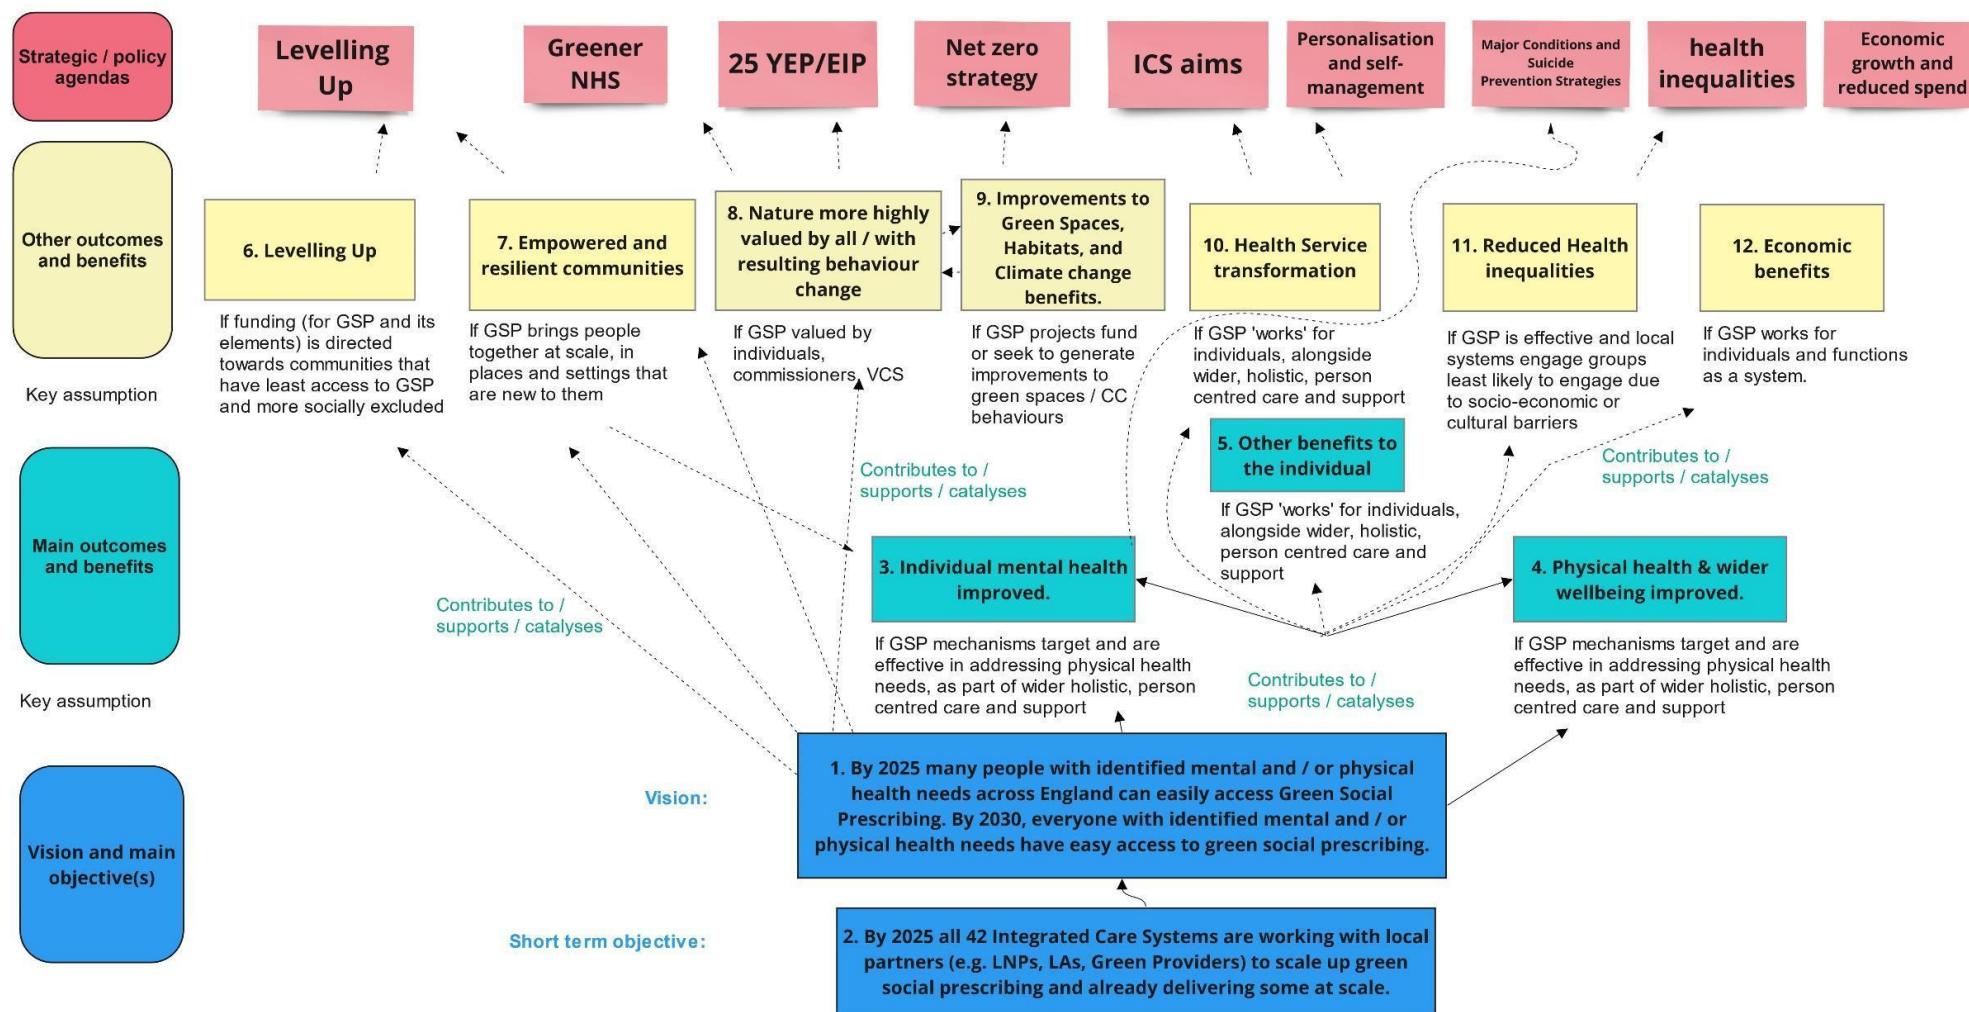 Strategic / policy
agendas
Levelling
Up
Greener
NHS
25 YEP/EIP
Net zero
strategy
ICS aims
Personalisation
and self-
management
Major Conditions and
Suicide
Prevention Strategies
health
inequalities
Economic
growth and
reduced spend
Other outcomes
and benefits
6. Levelling Up
7. Empowered and
resilient communities
8. Nature more highly
valued by all / with
resulting behaviour
change
9. Improvements to
Green Spaces,
Habitats, and
Climate change
benefits.
10. Health Service
transformation
11. Reduced Health
inequalities
12. Economic
benefits
Key assumption
If funding (for GSP and its
elements) is directed
towards communities that
have least access to GSP
and more socially excluded
If GSP brings people
together at scale, in
places and settings that
are new to them
If GSP valued by
individuals,
commissioners, VCS
If GSP projects fund
or seek to generate
improvements to
green spaces / CC
behaviours
If GSP 'works' for
individuals, alongside
wider, holistic, person
centred care and support
If GSP is effective and local
systems engage groups
least likely to engage due
to socio-economic or
cultural barriers
If GSP works for
individuals and functions
as a system.
Main outcomes
and benefits
5. Other benefits to
the individual
If GSP 'works' for individuals,
alongside wider, holistic,
person centred care and
support
Contributes to /
supports / catalyses
Contributes to /
supports / catalyses
3. Individual mental health
improved.
4. Physical health & wider
wellbeing improved.
Contributes to /
supports / catalyses
Key assumption
If GSP mechanisms target and are
effective in addressing physical health
needs, as part of wider holistic, person
centred care and support
Contributes to /
supports / catalyses
If GSP mechanisms target and are
effective in addressing physical health
needs, as part of wider holistic, person
centred care and support
Vision and main
objective(s)
Vision:
1. By 2025 many people with identified mental and / or physical
health needs across England can easily access Green Social
Prescribing. By 2030, everyone with identified mental and / or
physical health needs have easy access to green social prescribing.
Short term objective:
2. By 2025 all 42 Integrated Care Systems are working with local
partners (e.g. LNPs, LAs, Green Providers) to scale up green
social prescribing and already delivering some at scale.